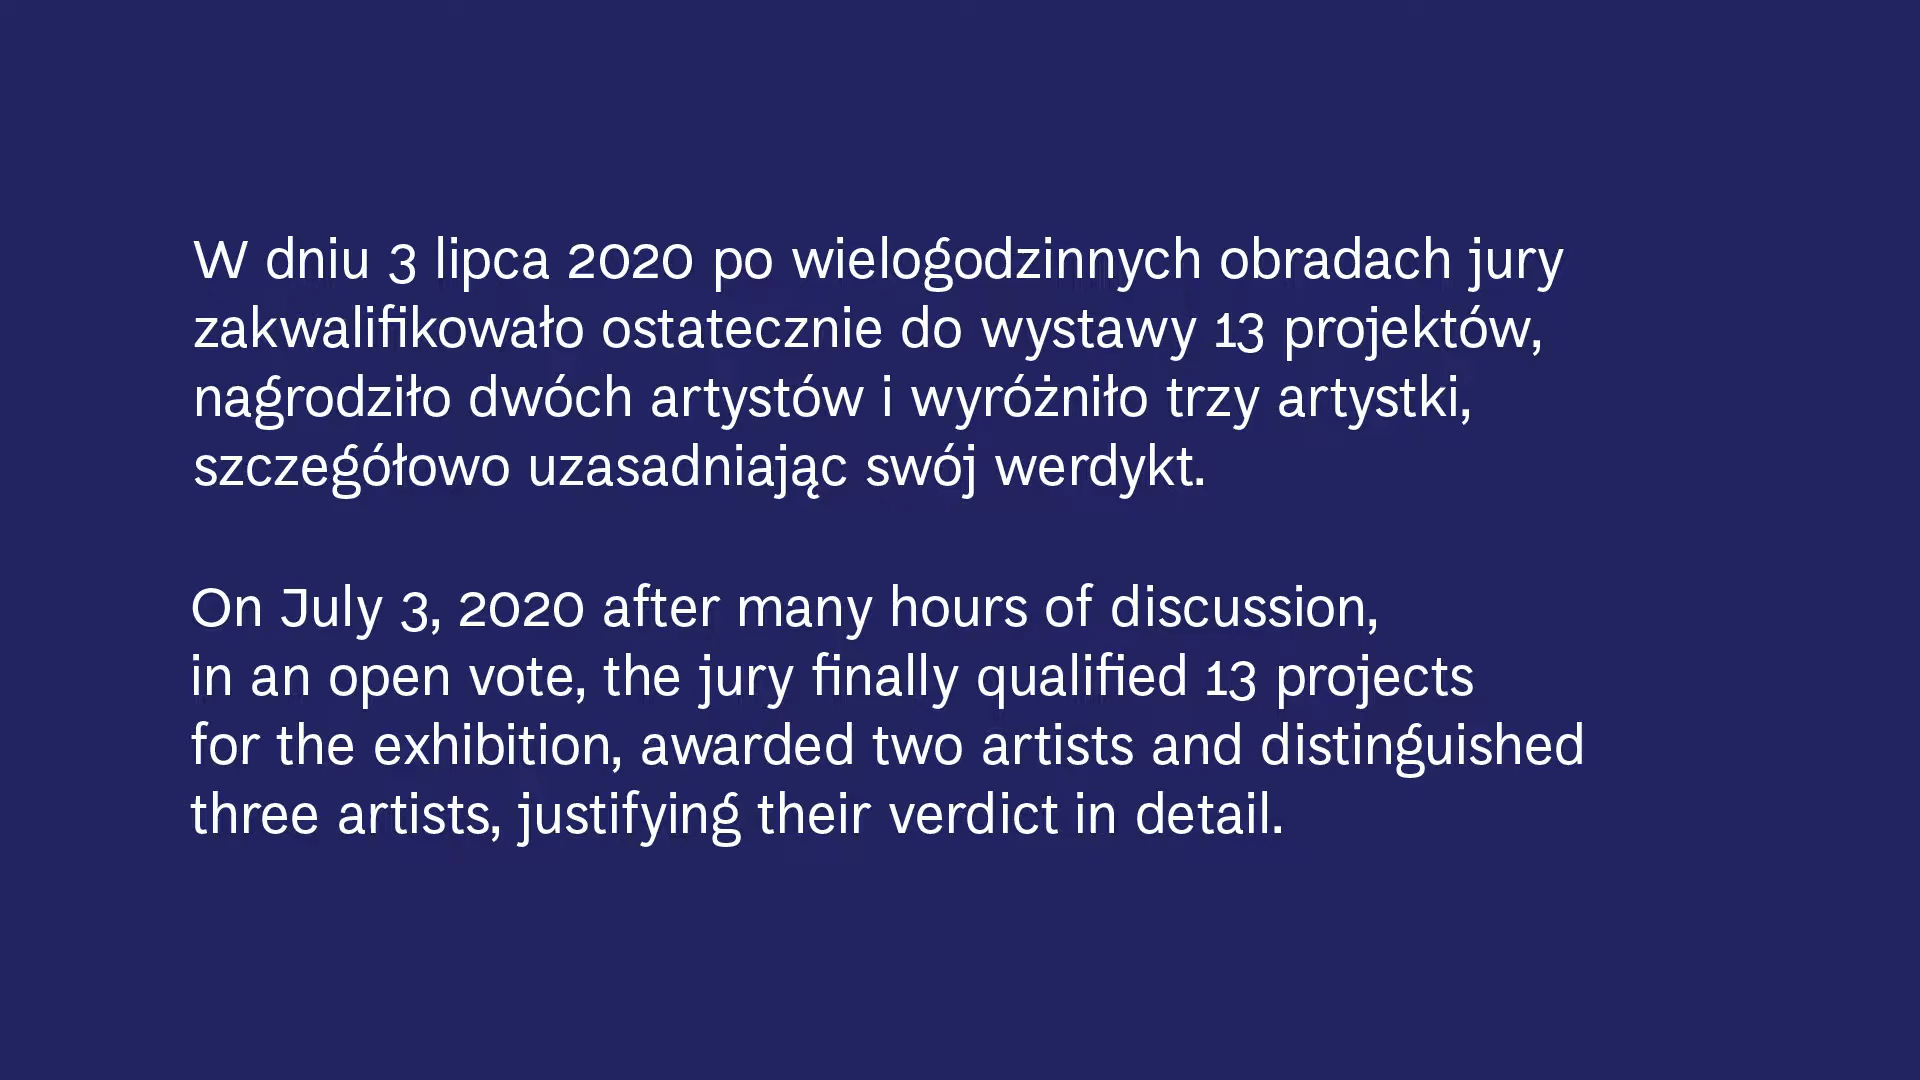 W dniu 3 lipca 2020 po wielogodzinnych obradach jury
zakwalifikowało ostatecznie do wystawy 13 projektów,
nagrodziło dwóch artystów i wyróżniło trzy artystki,
szczegółowo uzasadniając swój werdykt.
On July 3, 2020 after many hours of discussion,
in an open vote, the jury finally qualified 13 projects
for the exhibition, awarded two artists and distinguished
three artists, justifying their verdict in detail.